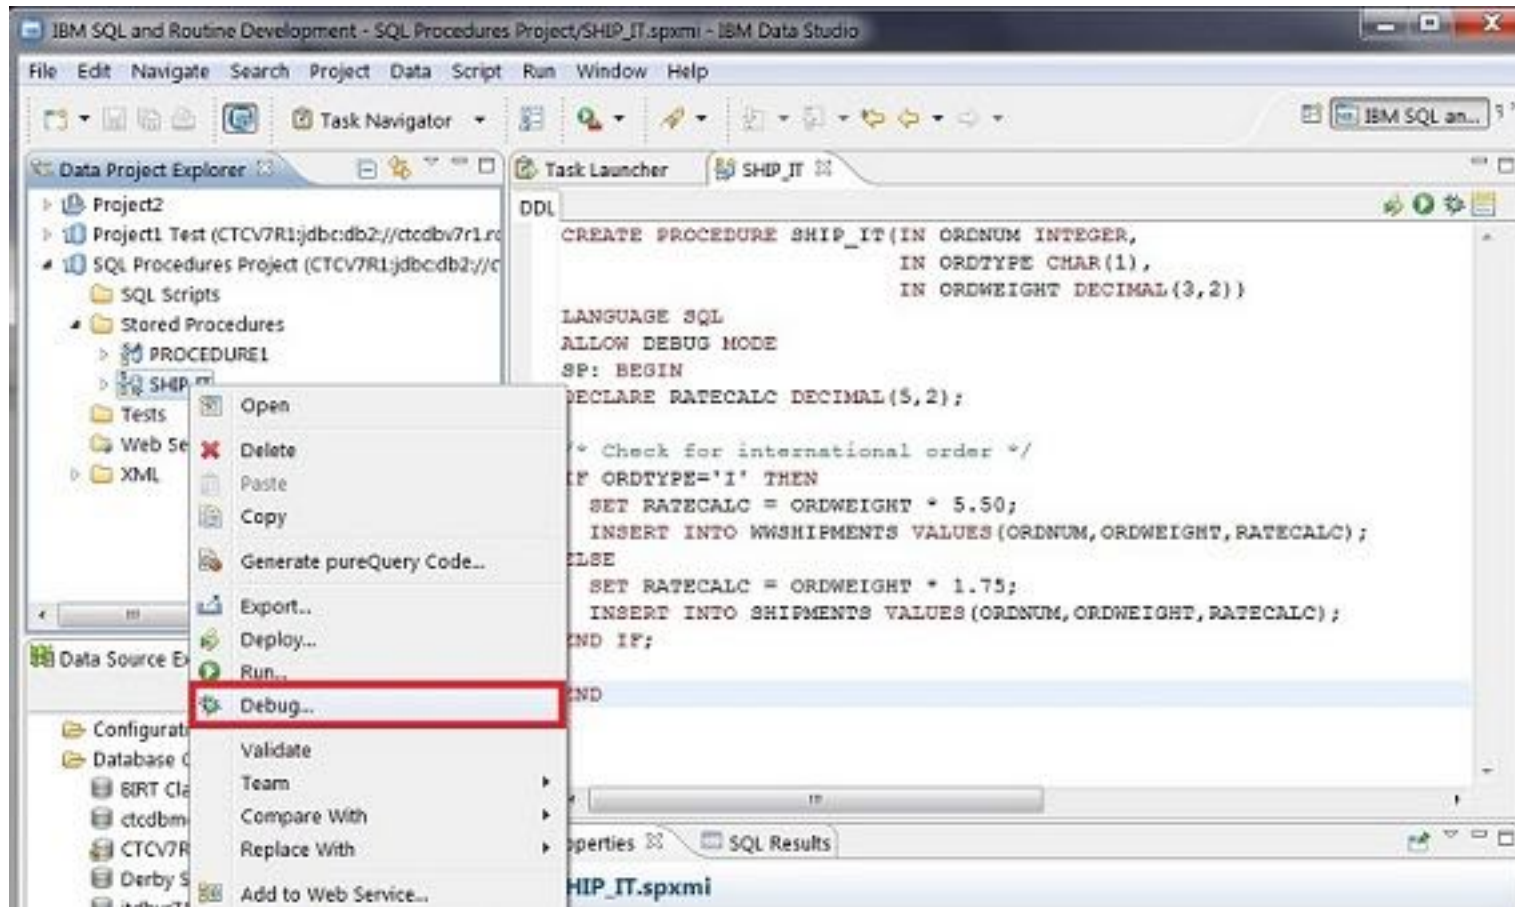 IBM SQL and Routine Development - SQL Procedures Project/SHIP_IT.spxmi - IBM Data Studio
File Edit Navigate Search Project Data Script Run Window Help
Task Navigator
IBM SQL an...
Data Project Explorer
Task Launcher
SHIP_IT
Project2
DDL
Project1 Test (CTCV7R1:jdbc:db2://ctcdbv7r1.rc
SQL Procedures Project (CTCV7R1:jdbc:db2://c
SQL Scripts
Stored Procedures
PROCEDURE1
SHIP_IT
Tests
Web Se
XML
CREATE PROCEDURE SHIP_IT(IN ORDNUM INTEGER,
IN ORDTYPE CHAR(1),
IN ORDWEIGHT DECIMAL(3,2))
LANGUAGE SQL
ALLOW DEBUG MODE
SP: BEGIN
DECLARE RATECALC DECIMAL(5,2);
/* Check for international order */
IF ORDTYPE='I' THEN
SET RATECALC = ORDWEIGHT * 5.50;
INSERT INTO WWSHIPMENTS VALUES(ORDNUM,ORDWEIGHT,RATECALC);
ELSE
SET RATECALC = ORDWEIGHT * 1.75;
INSERT INTO SHIPMENTS VALUES(ORDNUM,ORDWEIGHT,RATECALC);
END IF;
END
Open
Delete
Paste
Copy
Generate pureQuery Code...
Export...
Deploy...
Run...
Debug...
Validate
Team
Compare With
Replace With
Add to Web Service...
Data Source Ex
Configurati
Database C
BIRT Cla
ctcdbm
CTCV7R
Derby S
operties
SQL Results
HIP_IT.spxmi